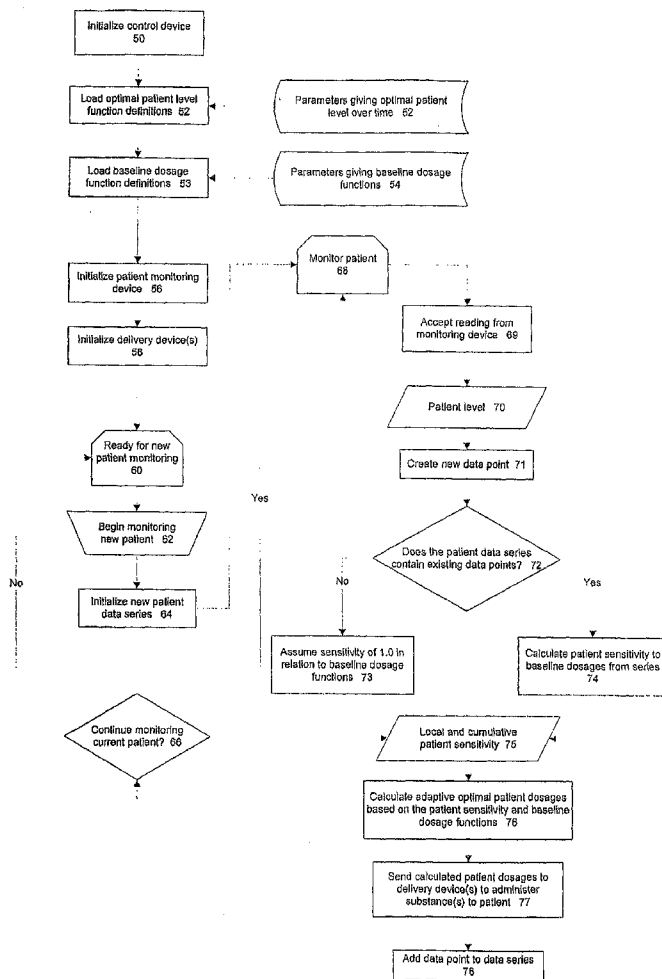 Initialize control device
50
Load optimal patient level
function definitions 52
Parameters giving optimal patient
level over time 52
Load baseline dosage
function definitions 53
Parameters giving baseline dosage
functions 54
Initialize patient monitoring
device 56
Initialize delivery device(s)
58
Ready for new
patient monitoring
60
Begin monitoring
new patient 62
Initialize new patient
data series 64
Continue monitoring
current patient? 66
No
Yes
Monitor patient
68
Accept reading from
monitoring device 69
Patient level 70
Create new data point 71
Does the patient data series
contain existing data points? 72
No
Yes
Assume sensitivity of 1.0 in
relation to baseline dosage
functions 73
Calculate patient sensitivity to
baseline dosages from series
74
Local and cumulative
patient sensitivity 75
Calculate adaptive optimal patient dosages
based on the patient sensitivity and baseline
dosage functions 76
Send calculated patient dosages to
delivery device(s) to administer
substance(s) to patient 77
Add data point to data series
78